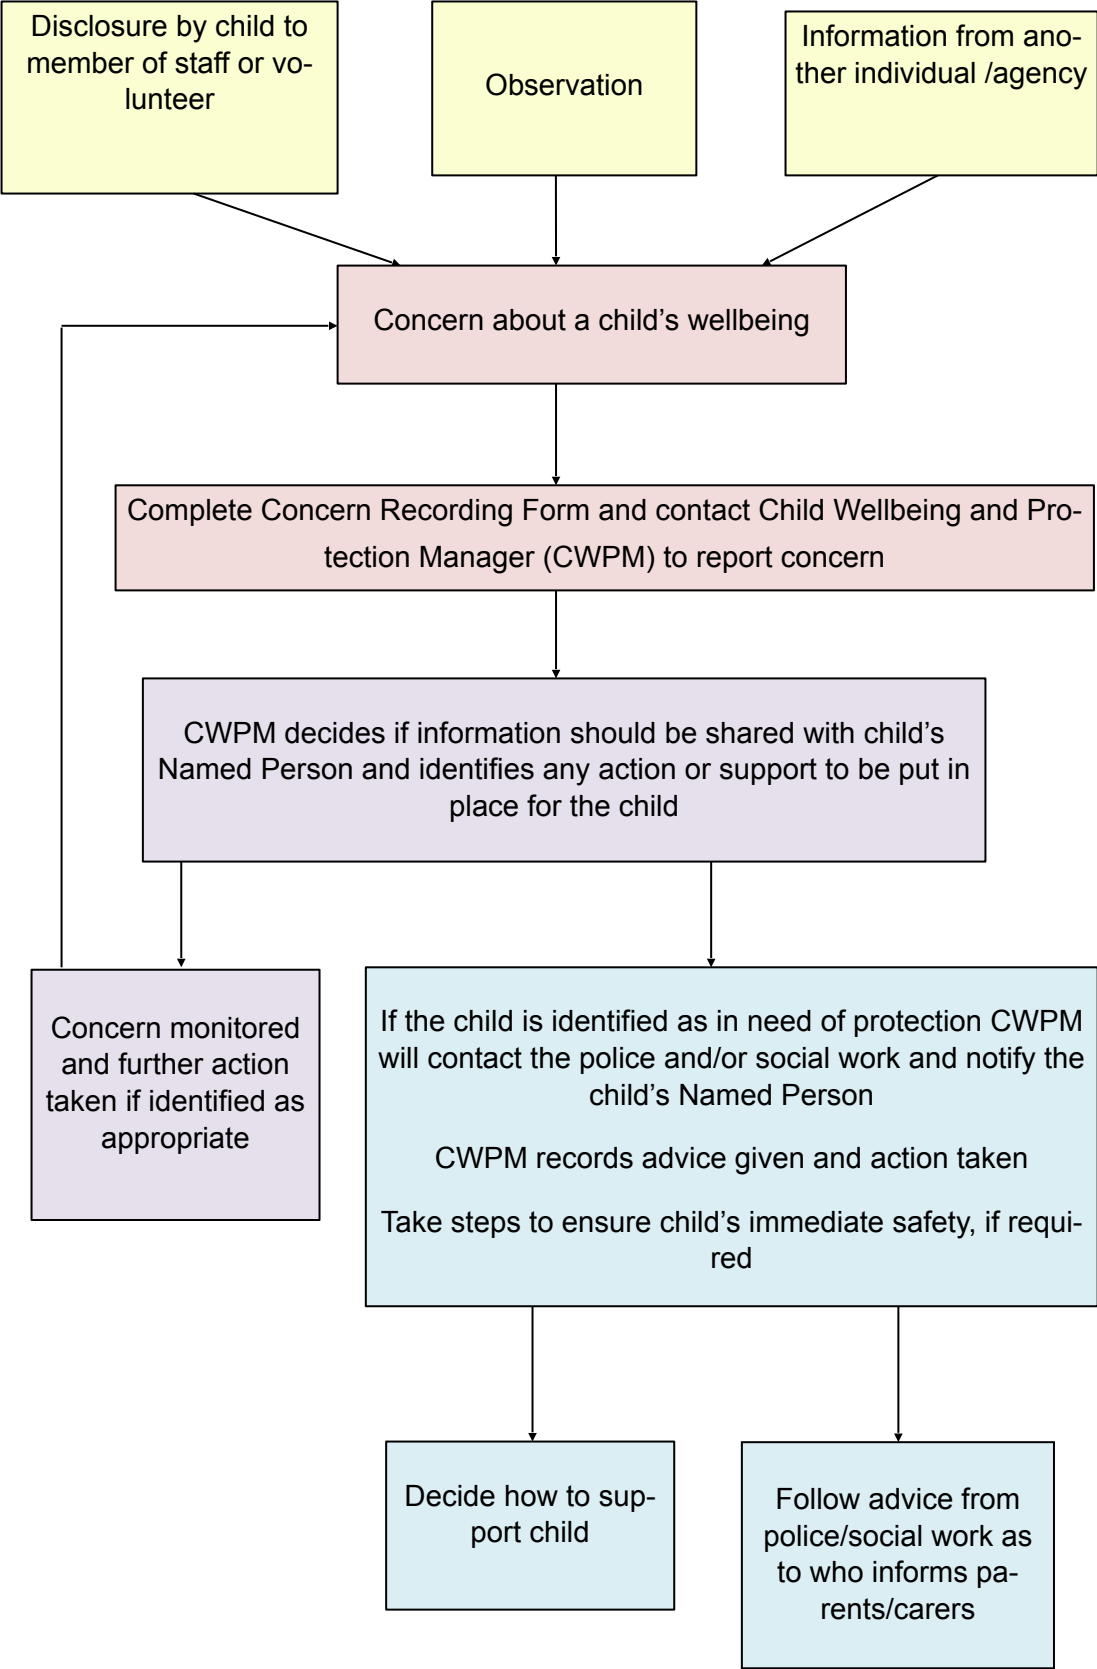 Disclosure by child to
member of staff or vo-
lunteer
Observation
Information from ano-
ther individual /agency
Concern about a child’s wellbeing
Complete Concern Recording Form and contact Child Wellbeing and Pro-
tection Manager (CWPM) to report concern
CWPM decides if information should be shared with child’s
Named Person and identifies any action or support to be put in
place for the child
Concern monitored
and further action
taken if identified as
appropriate
If the child is identified as in need of protection CWPM
will contact the police and/or social work and notify the
child’s Named Person
CWPM records advice given and action taken
Take steps to ensure child’s immediate safety, if requi-
red
Decide how to sup-
port child
Follow advice from
police/social work as
to who informs pa-
rents/carers